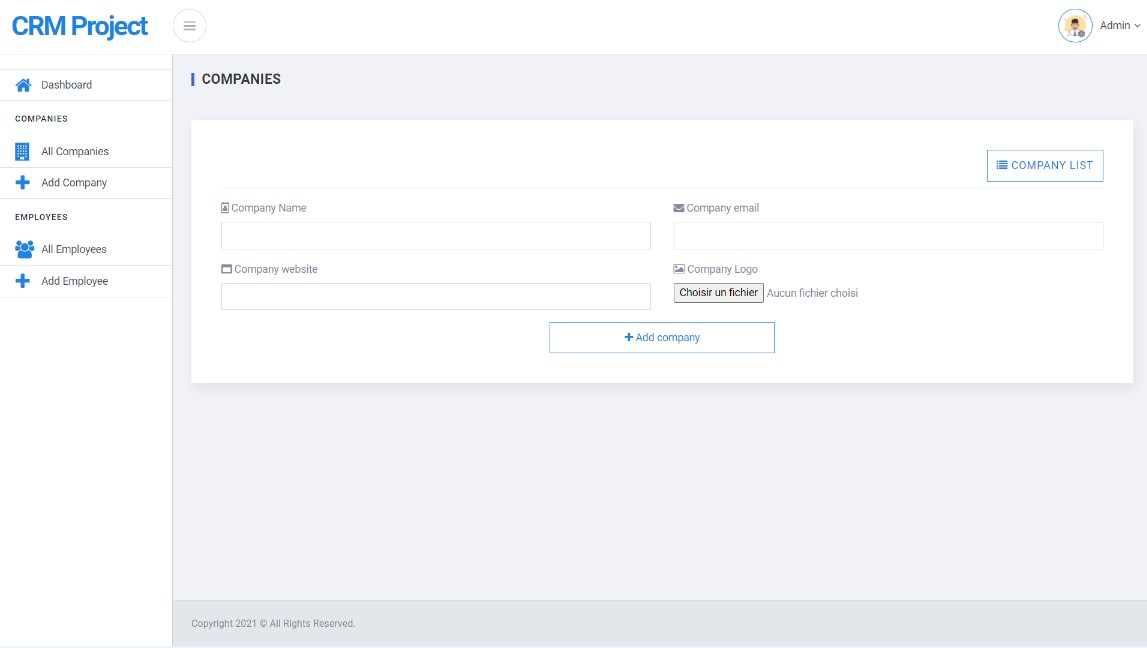 CRM Project
Admin
Dashboard
COMPANIES
All Companies
Add Company
EMPLOYEES
All Employees
Add Employee
COMPANIES
COMPANY LIST
Company Name
Company email
Company website
Company Logo
Choisir un fichier Aucun fichier choisi
Add company
Copyright 2021 © All Rights Reserved.